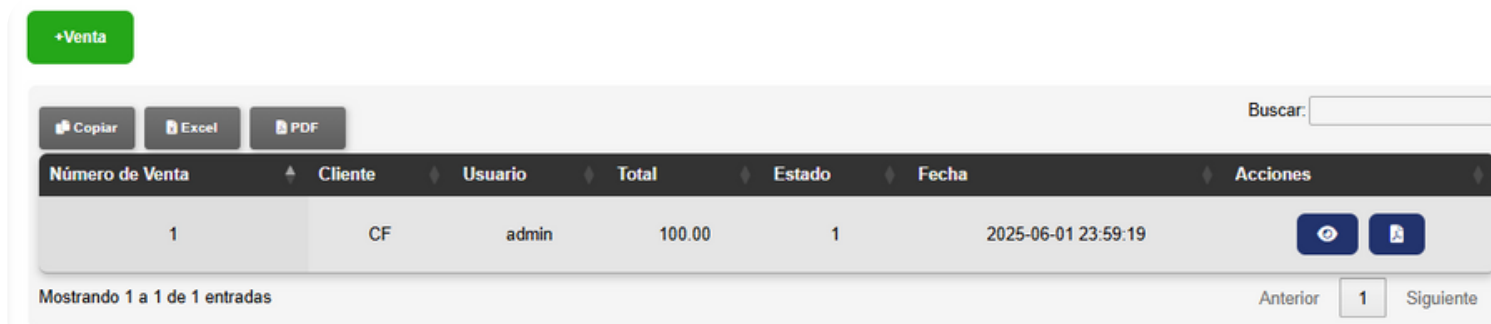 +Venta
Buscar:
Copiar Excel PDF
Número de Venta Cliente Usuario Total Estado Fecha Acciones
1 CF admin 100.00 1 2025-06-01 23:59:19
Mostrando 1 a 1 de 1 entradas Anterior 1 Siguiente